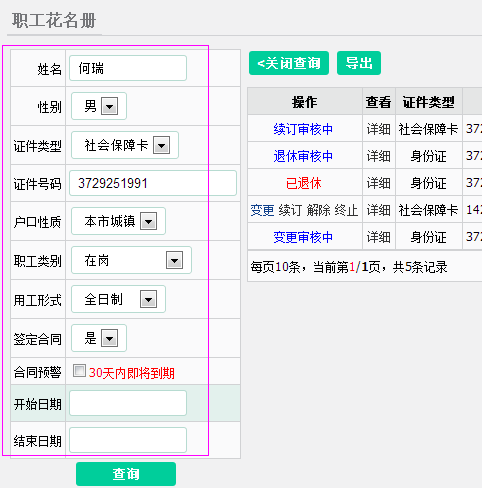 职工花名册
姓名 何瑞
性别 男
证件类型 社会保障卡
证件号码 3729251991
户口性质 本市城镇
职工类别 在岗
用工形式 全日制
签定合同 是
合同预警 30天内即将到期
开始日期
结束日期
查询
<关闭查询 导出
操作 查看 证件类型
续订审核中 详细 社会保障卡 372
退休审核中 详细 身份证 372
已退休 详细 身份证 372
变更 续订 解除 终止 详细 社会保障卡 142
变更审核中 详细 身份证 372
每页10条，当前第1/1页，共5条记录